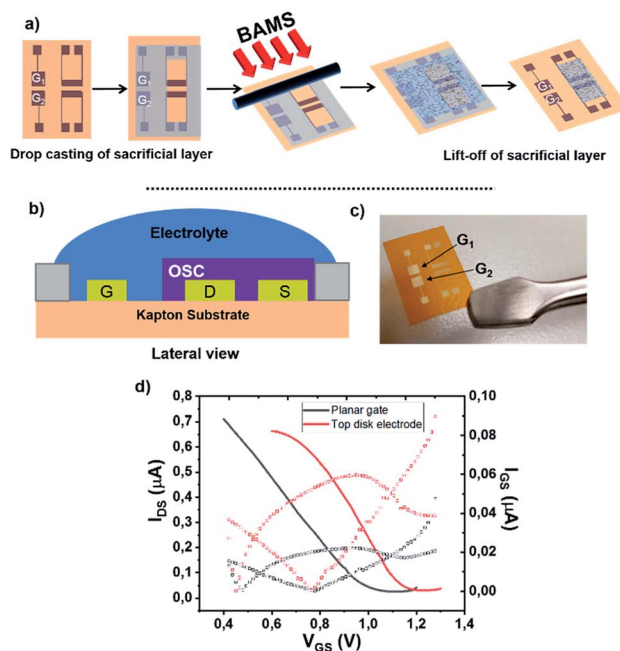 a)
BAMS
G1
G2
G1
G2
G1
G2
Drop casting of sacrificial layer
Lift-off of sacrificial layer
b)
Electrolyte
OSC
G
D
S
Kapton Substrate
Lateral view
c)
G1
G2
d)
Planar gate
Top disk electrode
0,8
0,7
0,6
0,5
0,4
0,3
0,2
0,1
0,0
IDS (μA)
0,10
0,08
0,06
0,04
0,02
0,00
IGS (μA)
0,4
0,6
0,8
1,0
1,2
1,4
VGS (V)